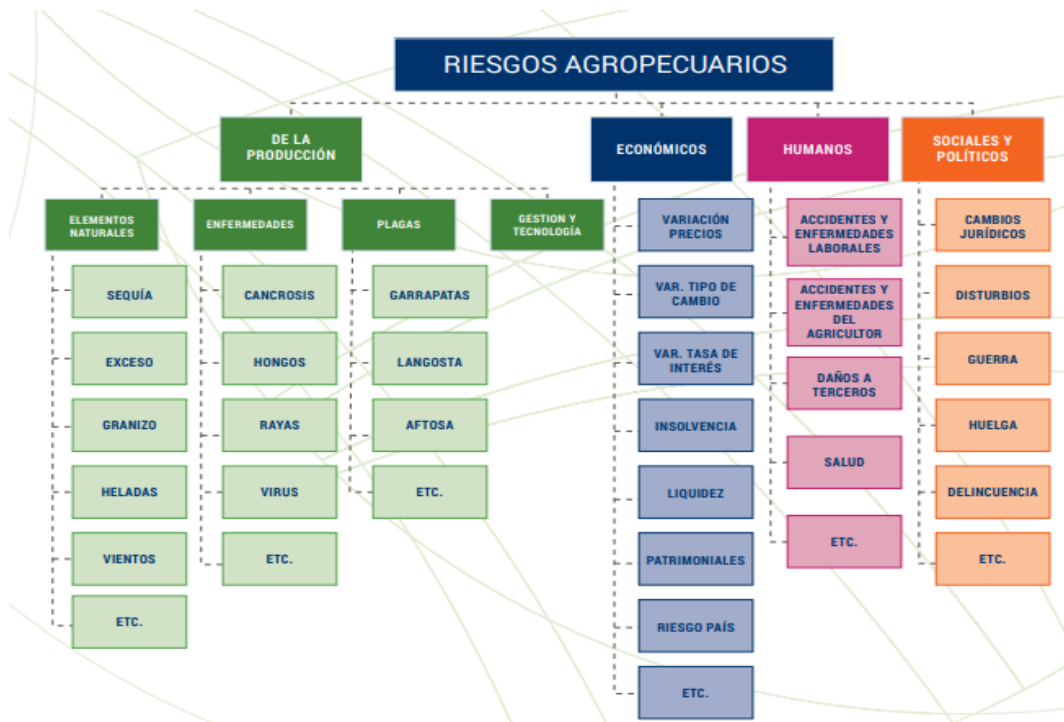 RIESGOS AGROPECUARIOS
DE LA
PRODUCCIÓN
ECONÓMICOS
HUMANOS
SOCIALES Y
POLÍTICOS
ELEMENTOS
NATURALES
ENFERMEDADES
PLAGAS
GESTION Y
TECNOLOGÍA
SEQUÍA
EXCESO
GRANIZO
HELADAS
VIENTOS
ETC.
CANCROSIS
HONGOS
RAYAS
VIRUS
ETC.
GARRAPATAS
LANGOSTA
AFTOSA
ETC.
VARIACIÓN
PRECIOS
VAR. TIPO DE
CAMBIO
VAR. TASA DE
INTERÉS
INSOLVENCIA
LIQUIDEZ
PATRIMONIALES
RIESGO PAÍS
ETC.
ACCIDENTES Y
ENFERMEDADES
LABORALES
ACCIDENTES Y
ENFERMEDADES
DEL
AGRICULTOR
DAÑOS A
TERCEROS
SALUD
ETC.
CAMBIOS
JURÍDICOS
DISTURBIOS
GUERRA
HUELGA
DELINCUENCIA
ETC.